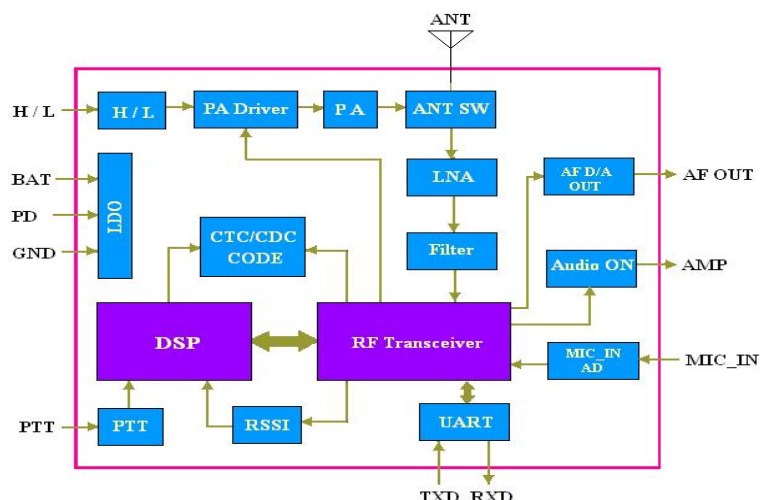 ANT
H / L
H / L
PA Driver
P A
ANT SW
BAT
PD
GND
LDO
LNA
AF D/A
OUT
AF OUT
CTC/CDC
CODE
Filter
Audio ON
AMP
DSP
RF Transceiver
MIC_IN
AD
MIC_IN
PTT
PTT
RSSI
UART
TXD
RXD